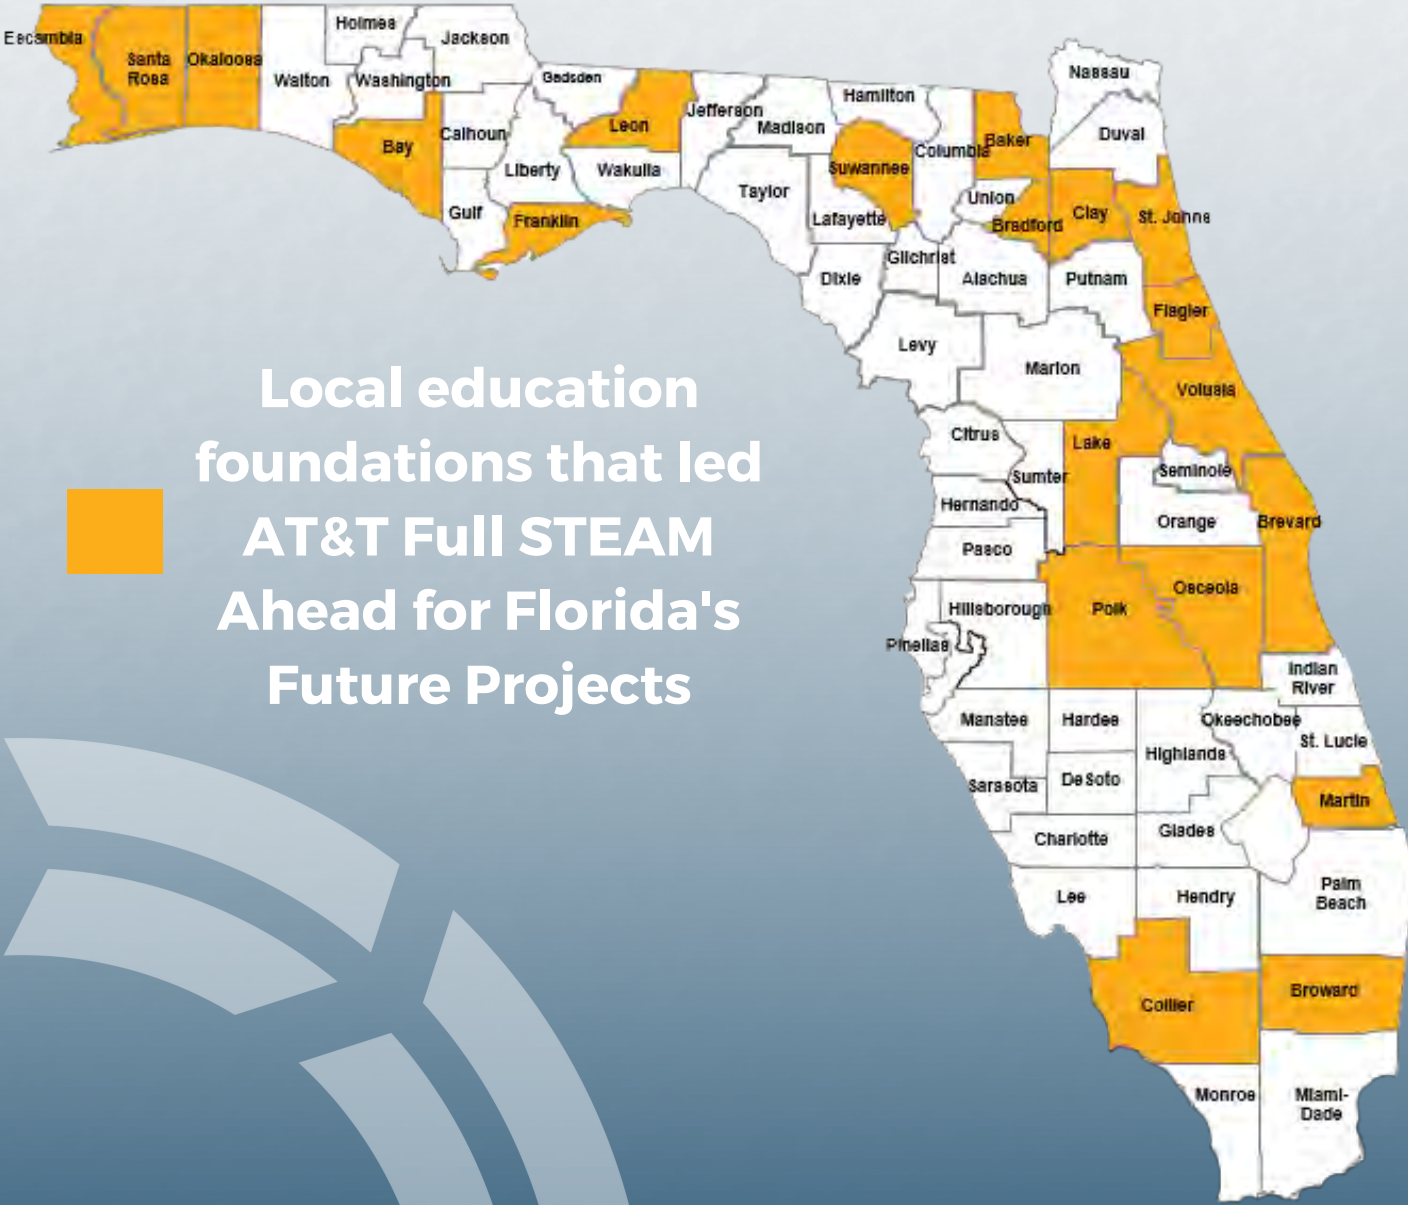 Escambia
Santa
Rosa
Okaloosa
Walton
Holmes
Washington
Jackson
Bay
Calhoun
Gulf
Liberty
Gadsden
Leon
Wakulla
Franklin
Jefferson
Madison
Taylor
Hamilton
Suwannee
Lafayette
Dixie
Columbia
Gilchrist
Baker
Union
Bradford
Alachua
Nassau
Duval
Clay
St. Johns
Putnam
Flagler
Levy
Marion
Volusia
Citrus
Sumter
Lake
Seminole
Hernando
Orange
Brevard
Pasco
Hillsborough
Polk
Osceola
Pinellas
Indian
River
Manatee
Hardee
Highlands
Okeechobee
St. Lucie
Sarasota
DeSoto
Martin
Charlotte
Glades
Lee
Hendry
Palm
Beach
Collier
Broward
Monroe
Miami-
Dade
Local education
foundations that led
AT&T Full STEAM
Ahead for Florida's
Future Projects